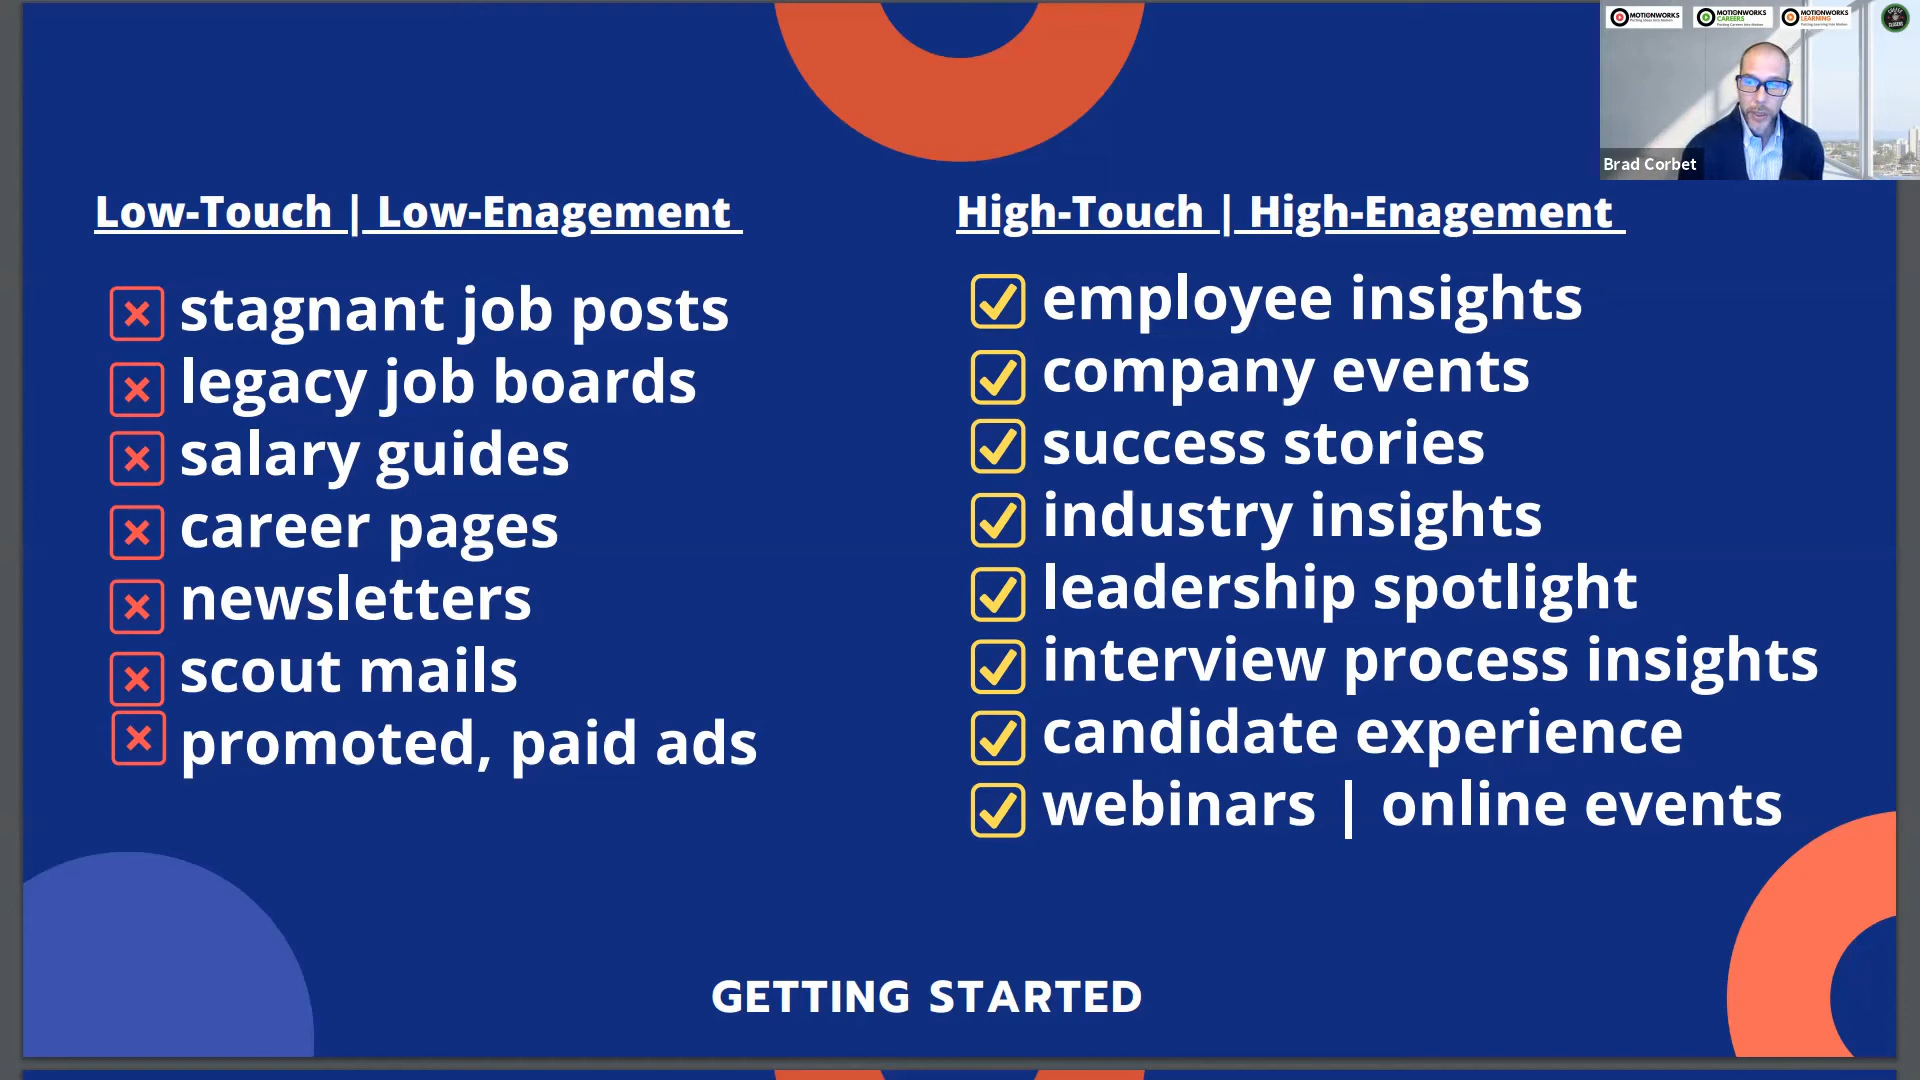 MOTIONWORKS
MOTIONWORKS
CAREERS
MOTIONWORKS
LEARNING
Brad Corbet
Low-Touch | Low-Enagement
stagnant job posts
legacy job boards
salary guides
career pages
newsletters
scout mails
promoted, paid ads
High-Touch | High-Enagement
employee insights
company events
success stories
industry insights
leadership spotlight
interview process insights
candidate experience
webinars | online events
GETTING STARTED